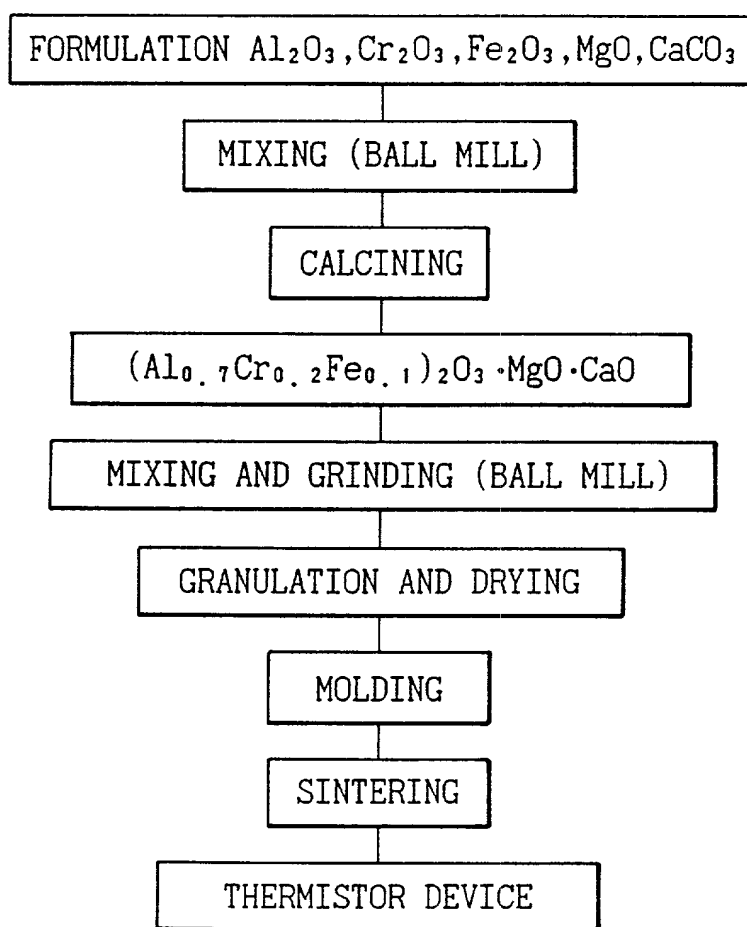 FORMULATION Al₂O₃,Cr₂O₃,Fe₂O₃,MgO,CaCO₃
MIXING (BALL MILL)
CALCINING
(Al₀.₇Cr₀.₂Fe₀.₁)₂O₃·MgO·CaO
MIXING AND GRINDING (BALL MILL)
GRANULATION AND DRYING
MOLDING
SINTERING
THERMISTOR DEVICE